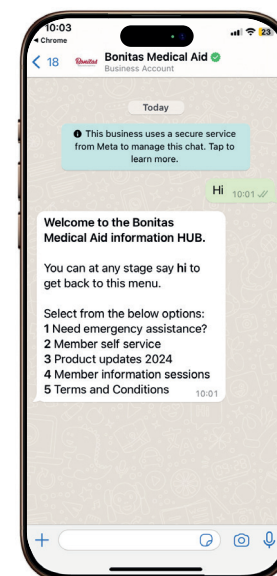 10:03
23
Chrome
18
Bonitas
Bonitas Medical Aid
Business Account
Today
This business uses a secure service
from Meta to manage this chat. Tap to
learn more.
Hi 10:01
Welcome to the Bonitas
Medical Aid information HUB.
You can at any stage say hi to
get back to this menu.
Select from the below options:
1 Need emergency assistance?
2 Member self service
3 Product updates 2024
4 Member information sessions
5 Terms and Conditions
10:01